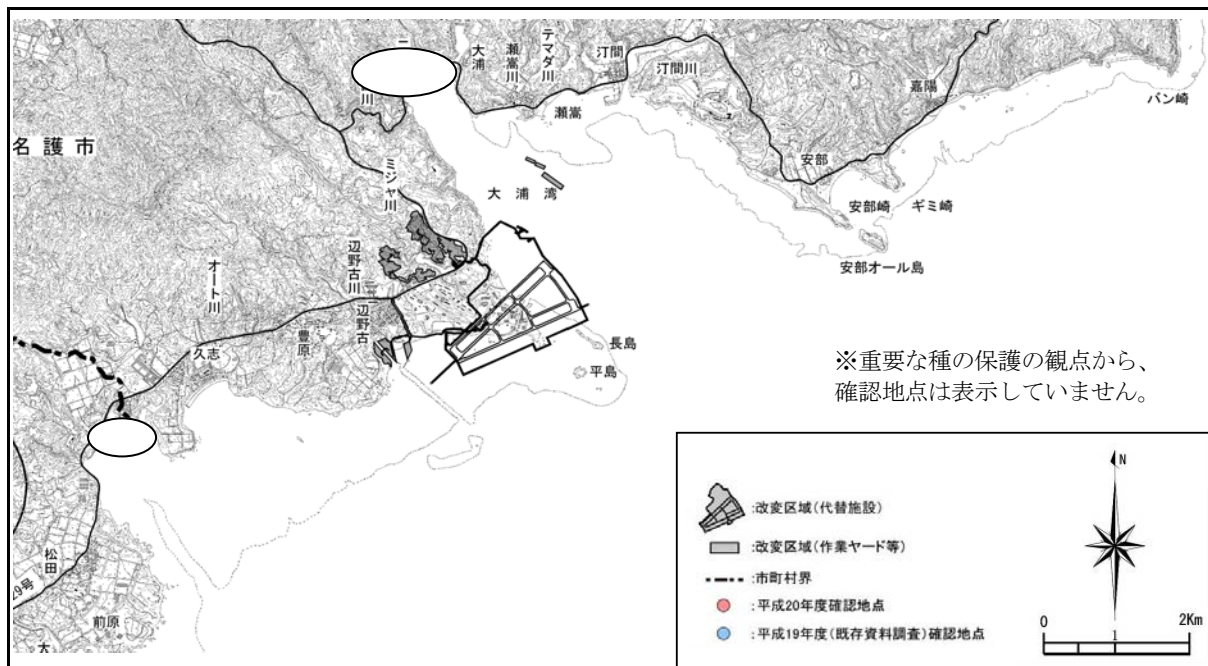 大浦
瀬嵩川
テマダ川
汀間
汀間川
嘉陽
バン崎
瀬嵩
川
名護市
ミジャ川
大浦湾
安部
安部崎
ギミ崎
安部オール島
辺野古川
オート川
辺野古
豊原
久志
長島
平島
※重要な種の保護の観点から、
確認地点は表示していません。
松田
29号
前原
大
N
:改変区域(代替施設)
:改変区域(作業ヤード等)
:市町村界
:平成20年度確認地点
:平成19年度(既存資料調査)確認地点
0 1 2Km